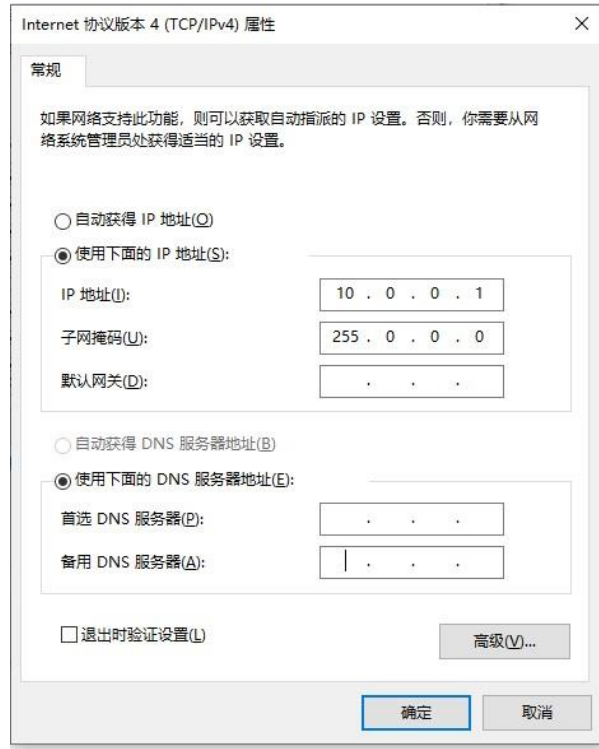 Internet 协议版本 4 (TCP/IPv4) 属性
常规
如果网络支持此功能，则可以获取自动指派的 IP 设置。否则，你需要从网
络系统管理员处获得适当的 IP 设置。
自动获得 IP 地址(O)
使用下面的 IP 地址(S):
IP 地址(I): 10 . 0 . 0 . 1
子网掩码(U): 255 . 0 . 0 . 0
默认网关(D): . . .
自动获得 DNS 服务器地址(B)
使用下面的 DNS 服务器地址(E):
首选 DNS 服务器(P): . . .
备用 DNS 服务器(A): . . .
退出时验证设置(L)
高级(V)...
确定 取消